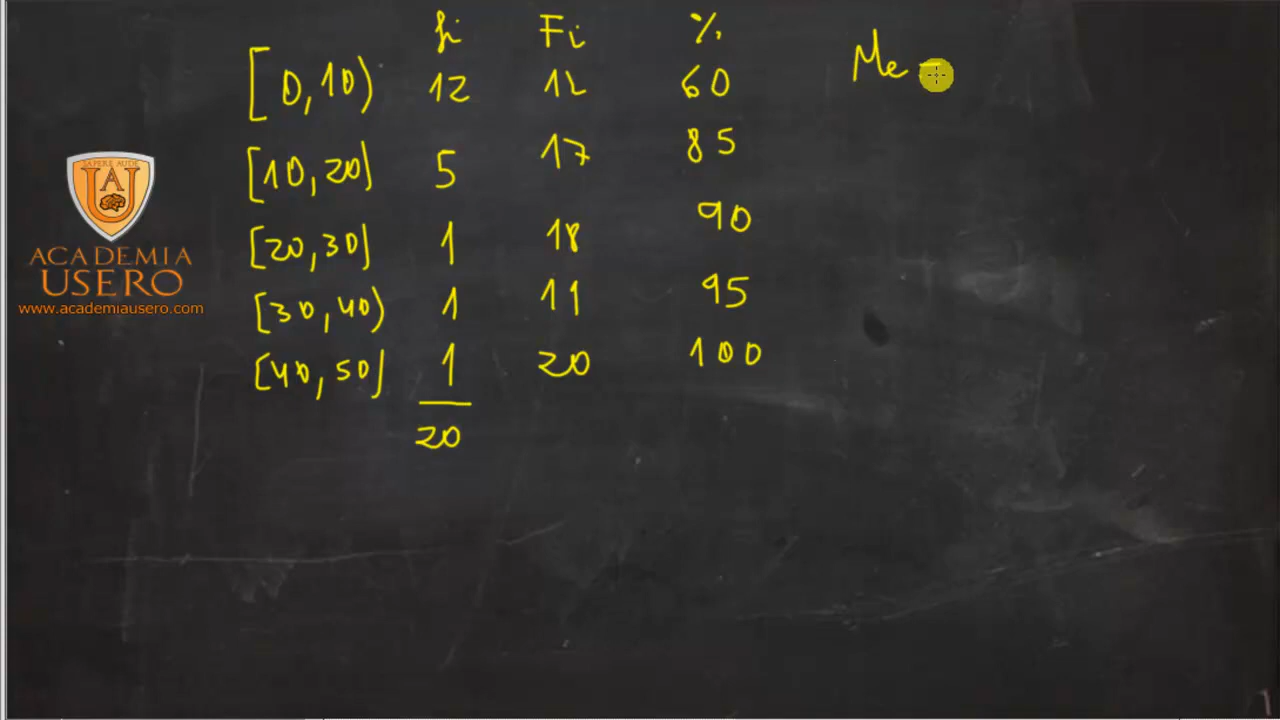 fi Fi %
[0,10) 12 12 60
[10,20] 5 17 85
[20,30] 1 18 90
[30,40) 1 11 95
[40,50] 1 20 100
20
Me
SAPERE AUDE
UA
ACADEMIA
USERO
www.academiausero.com